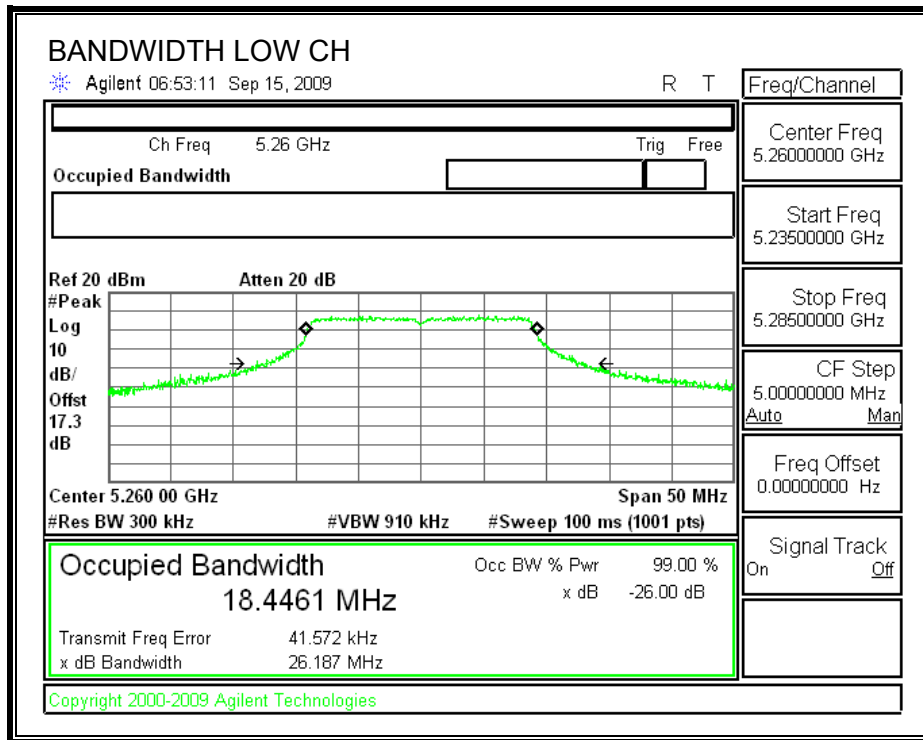 BANDWIDTH LOW CH
Agilent 06:53:11 Sep 15, 2009 R T
Freq/Channel
Ch Freq 5.26 GHz Trig Free
Occupied Bandwidth
Center Freq
5.26000000 GHz
Start Freq
5.23500000 GHz
Stop Freq
5.28500000 GHz
CF Step
5.00000000 MHz
Auto Man
Freq Offset
0.00000000 Hz
Signal Track
On Off
Ref 20 dBm Atten 20 dB
#Peak
Log
10
dB/
Offst
17.3
dB
Center 5.260 00 GHz Span 50 MHz
#Res BW 300 kHz #VBW 910 kHz #Sweep 100 ms (1001 pts)
Occupied Bandwidth Occ BW % Pwr 99.00 %
18.4461 MHz x dB -26.00 dB
Transmit Freq Error 41.572 kHz
x dB Bandwidth 26.187 MHz
Copyright 2000-2009 Agilent Technologies